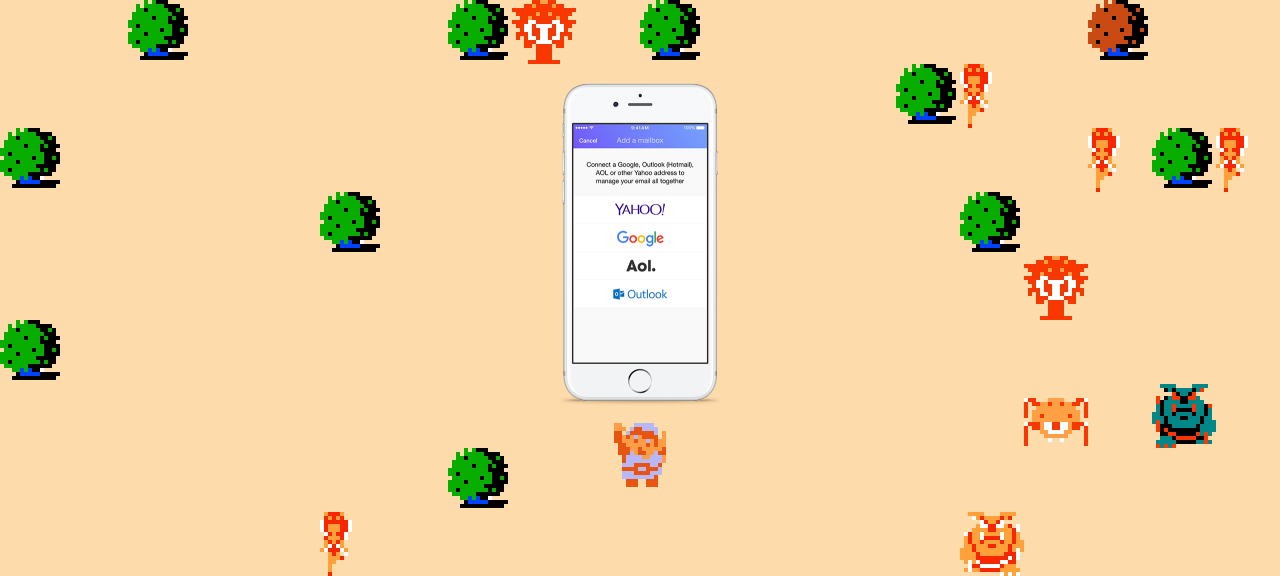 9:41 AM
100%
Cancel
Add a mailbox
Connect a Google, Outlook (Hotmail),
AOL or other Yahoo address to
manage your email all together
YAHOO!
Google
Aol.
Outlook